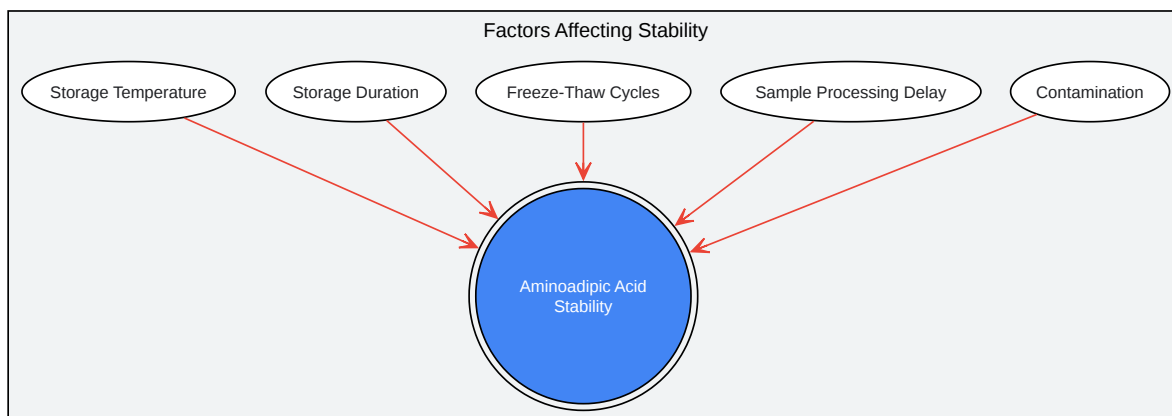 Factors Affecting Stability
Storage Temperature
Storage Duration
Freeze-Thaw Cycles
Sample Processing Delay
Contamination
Aminoadipic Acid
Stability